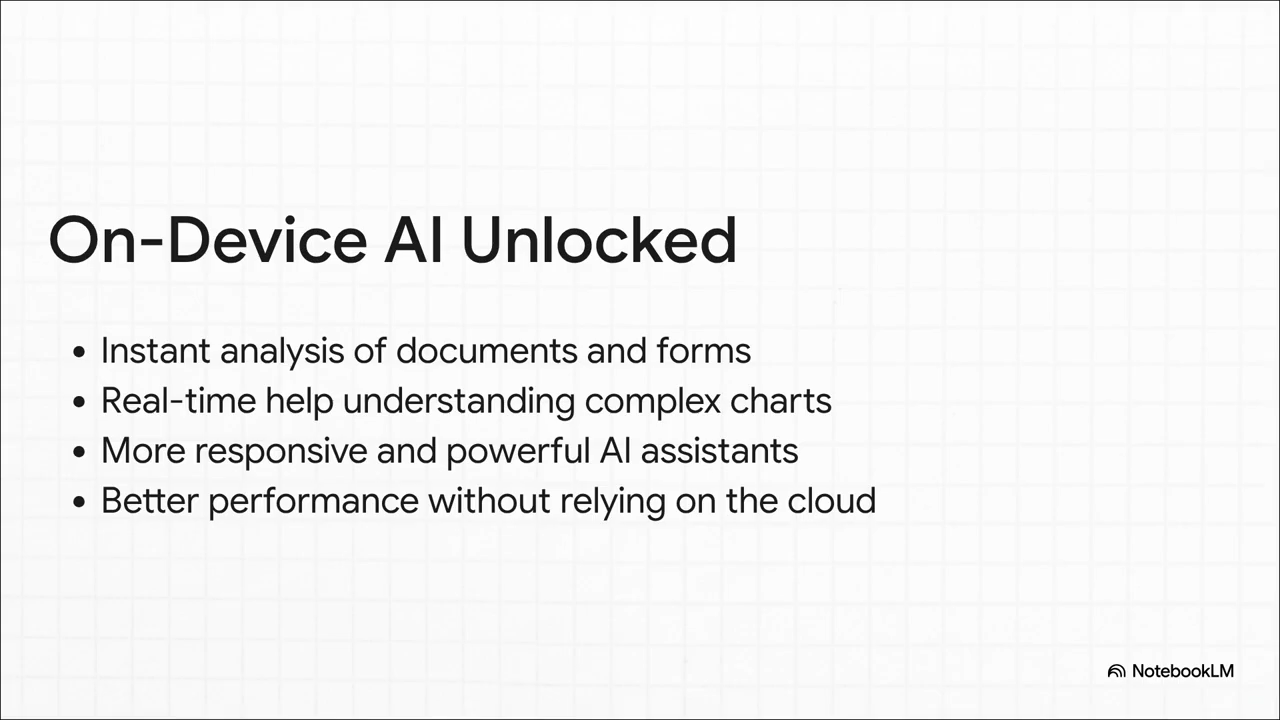 On-Device AI Unlocked
• Instant analysis of documents and forms
• Real-time help understanding complex charts
• More responsive and powerful AI assistants
• Better performance without relying on the cloud
NotebookLM